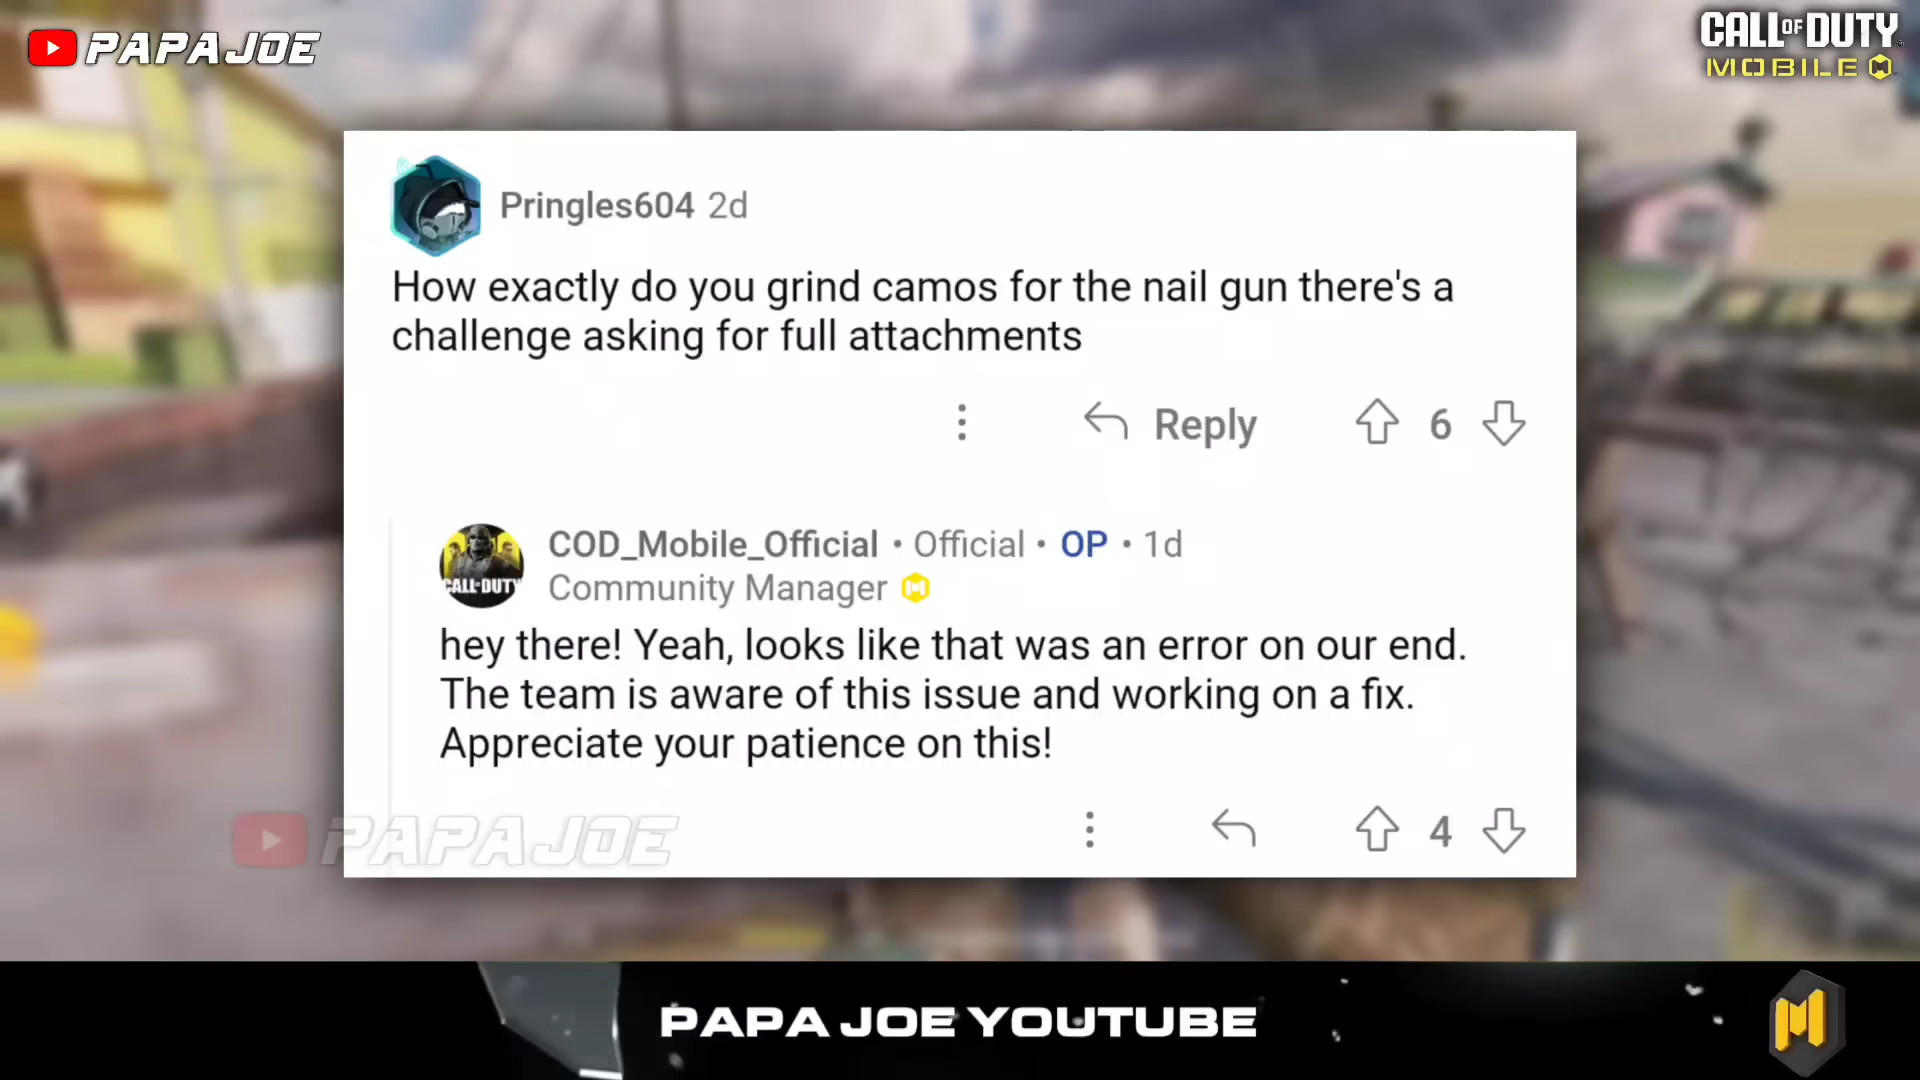 PAPA JOE
CALL OF DUTY
MOBILE
Pringles604 2d
How exactly do you grind camos for the nail gun there's a
challenge asking for full attachments
Reply 6
COD_Mobile_Official • Official • OP • 1d
Community Manager
CALL OF DUTY
hey there! Yeah, looks like that was an error on our end.
The team is aware of this issue and working on a fix.
Appreciate your patience on this!
4
PAPA JOE
PAPA JOE YOUTUBE